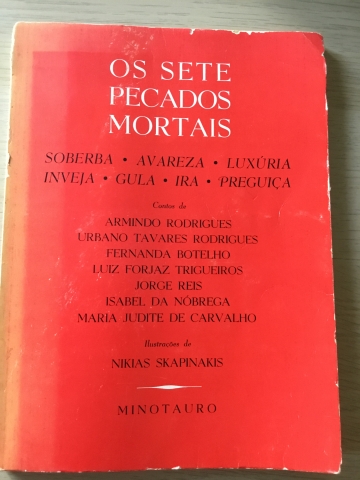 OS SETE
PECADOS
MORTAIS
SOBERBA • AVAREZA • LUXÚRIA
INVEJA • GULA • IRA • PREGUIÇA
Contos de
ARMINDO RODRIGUES
URBANO TAVARES RODRIGUES
FERNANDA BOTELHO
LUIZ FORJAZ TRIGUEIROS
JORGE REIS
ISABEL DA NÓBREGA
MARIA JUDITE DE CARVALHO
Ilustrações de
NIKIAS SKAPINAKIS
MINOTAURO